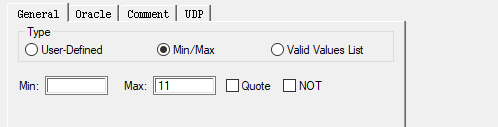 General Oracle Comment UDP
Type
User-Defined Min/Max Valid Values List
Min: Max: 11 Quote NOT